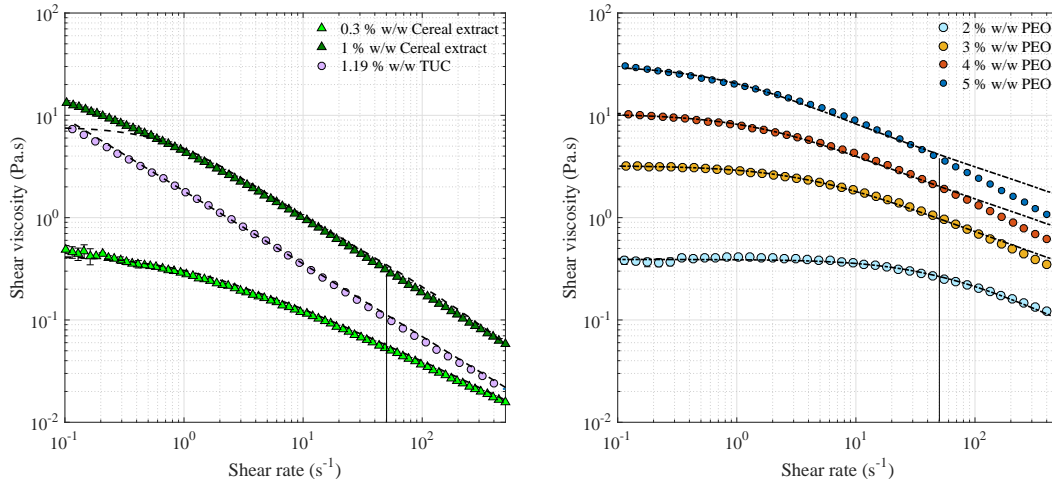 0.3 % w/w Cereal extract
1 % w/w Cereal extract
1.19 % w/w TUC
10^2
10^1
10^0
10^-1
10^-2
Shear viscosity (Pa.s)
10^-1
10^0
10^1
10^2
Shear rate (s^-1)
2 % w/w PEO
3 % w/w PEO
4 % w/w PEO
5 % w/w PEO
10^2
10^1
10^0
10^-1
10^-2
Shear viscosity (Pa.s)
10^-1
10^0
10^1
10^2
Shear rate (s^-1)